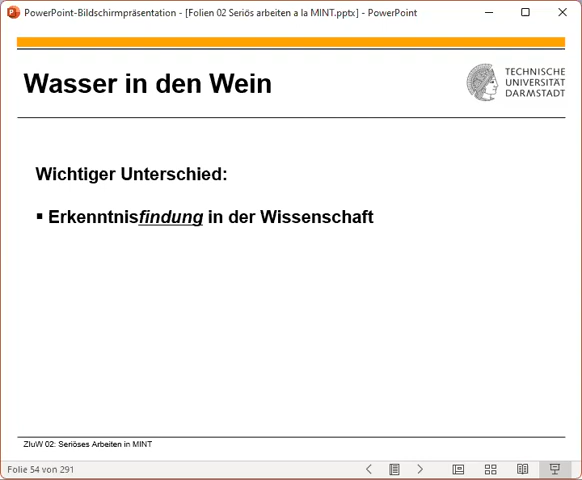 PowerPoint-Bildschirmpräsentation - [Folien 02 Seriös arbeiten a la MINT.pptx] - PowerPoint
Wasser in den Wein
TECHNISCHE
UNIVERSITÄT
DARMSTADT
Wichtiger Unterschied:
▪ Erkenntnisfindung in der Wissenschaft
ZIuW 02: Seriöses Arbeiten in MINT
Folie 54 von 291